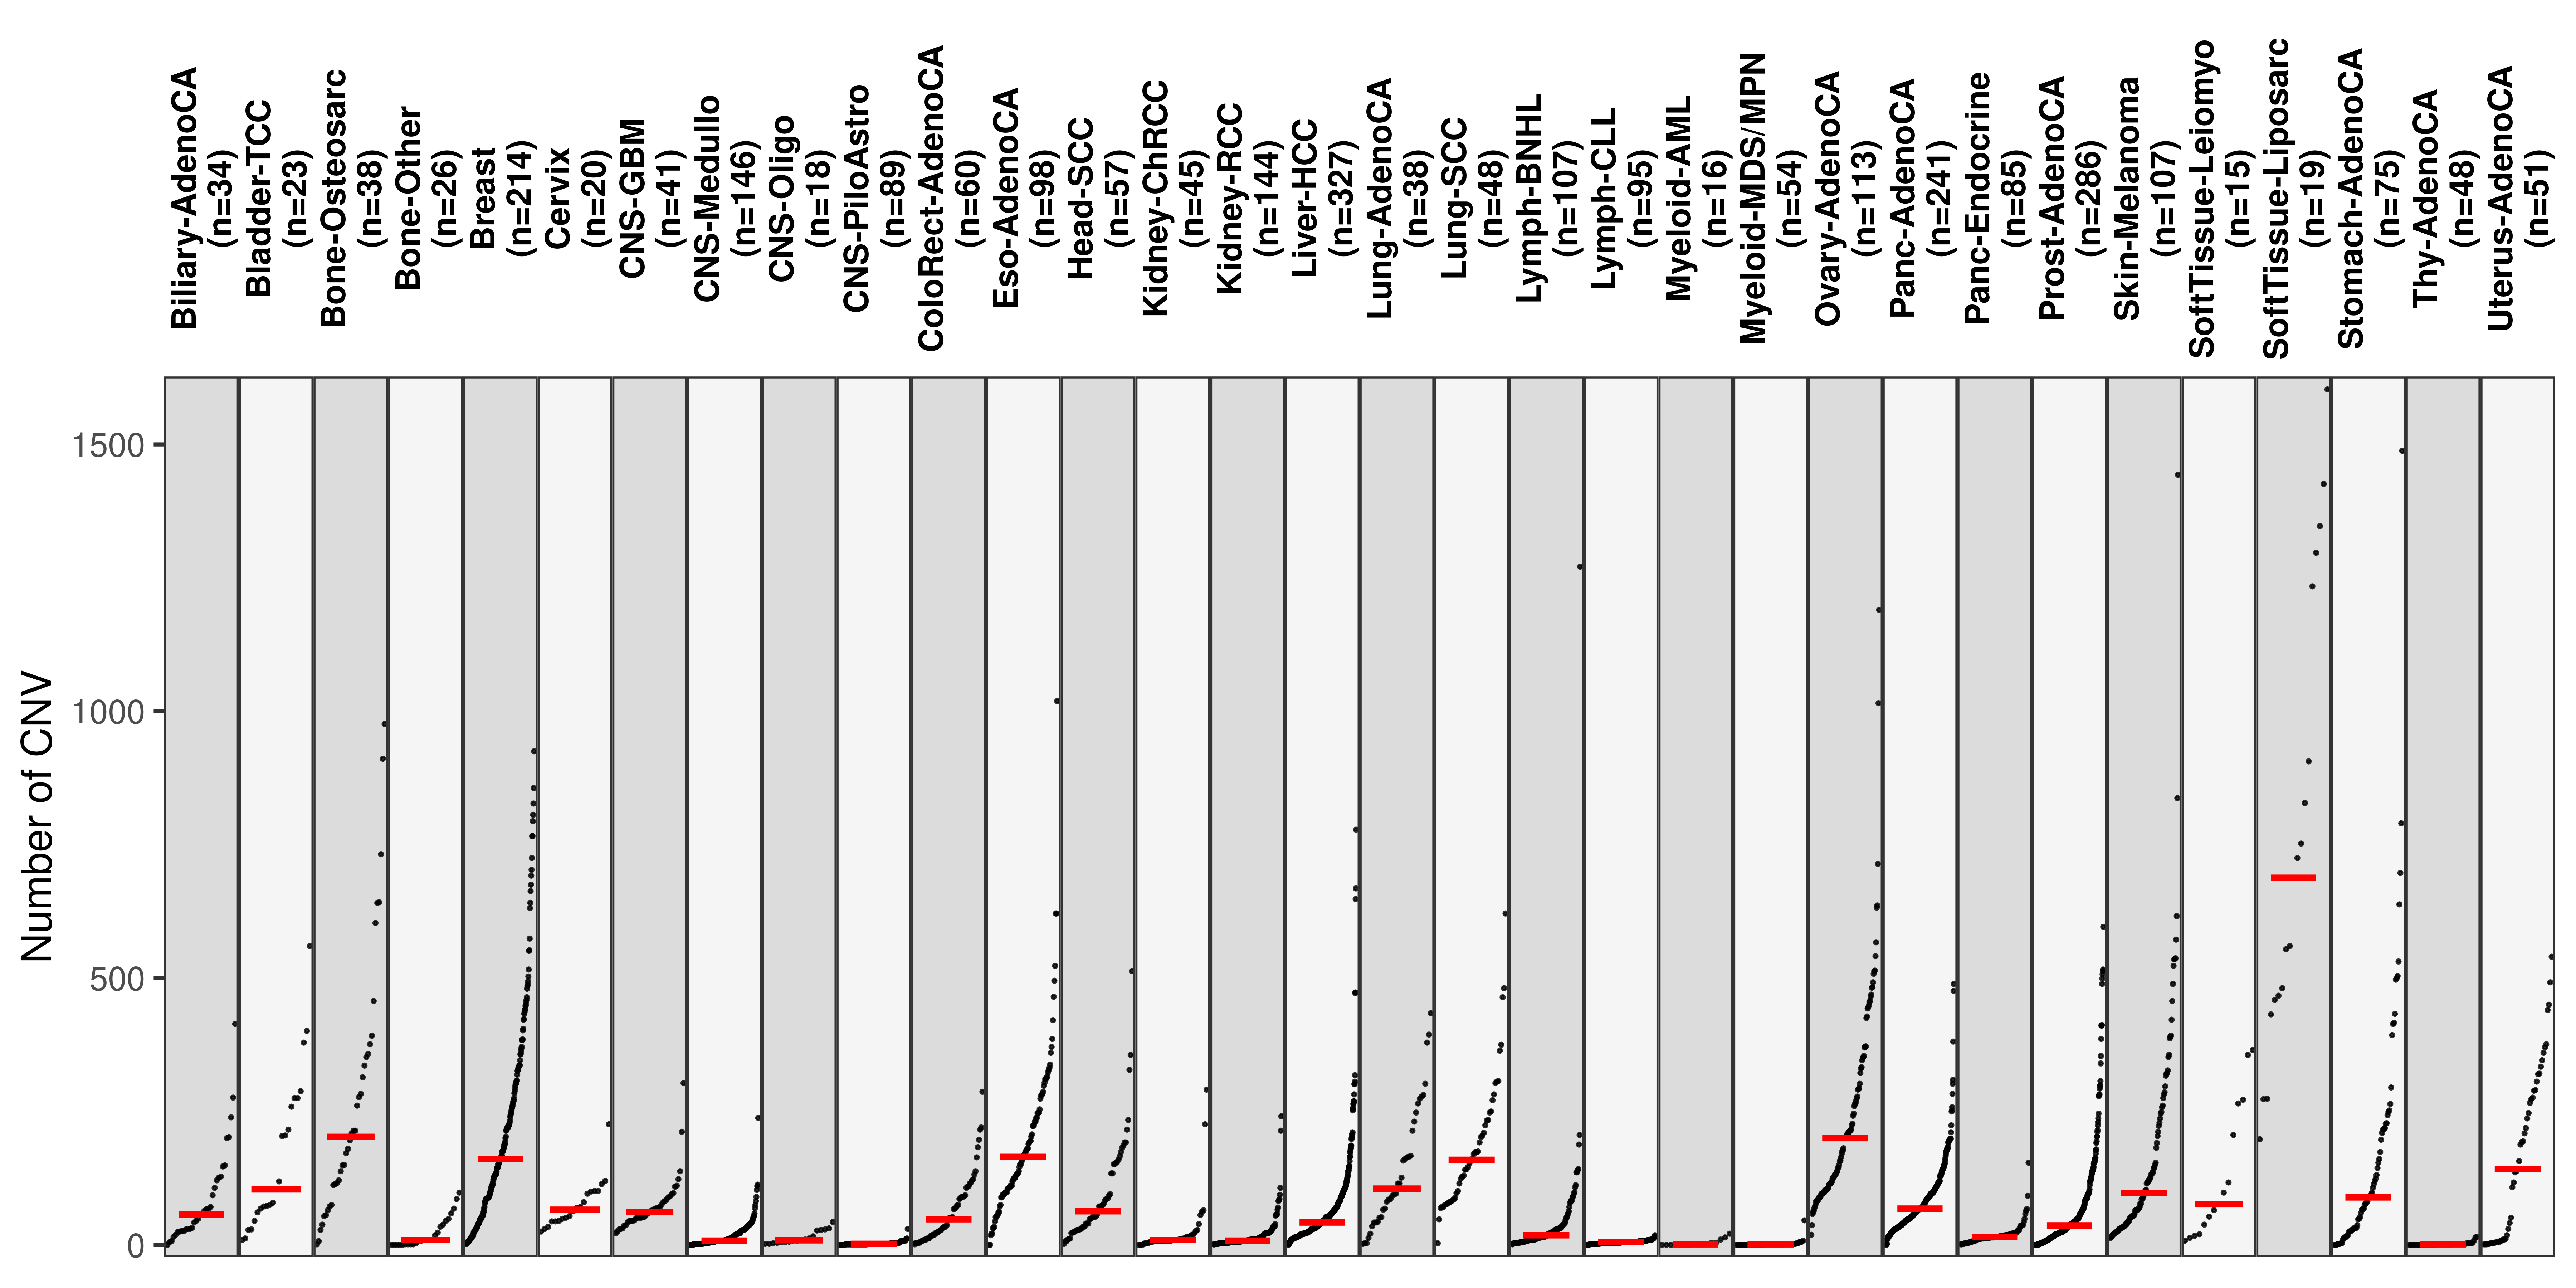 Biliary-AdenoCA
(n=34)
Bladder-TCC
(n=23)
Bone-Osteosarc
(n=38)
Bone-Other
(n=26)
Breast
(n=214)
Cervix
(n=20)
CNS-GBM
(n=41)
CNS-Medullo
(n=146)
CNS-Oligo
(n=18)
CNS-PiloAstro
(n=89)
ColoRect-AdenoCA
(n=60)
Eso-AdenoCA
(n=98)
Head-SCC
(n=57)
Kidney-ChRCC
(n=45)
Kidney-RCC
(n=144)
Liver-HCC
(n=327)
Lung-AdenoCA
(n=38)
Lung-SCC
(n=48)
Lymph-BNHL
(n=107)
Lymph-CLL
(n=95)
Myeloid-AML
(n=16)
Myeloid-MDS/MPN
(n=54)
Ovary-AdenoCA
(n=113)
Panc-AdenoCA
(n=241)
Panc-Endocrine
(n=85)
Prost-AdenoCA
(n=286)
Skin-Melanoma
(n=107)
SoftTissue-Leiomyo
(n=15)
SoftTissue-Liposarc
(n=19)
Stomach-AdenoCA
(n=75)
Thy-AdenoCA
(n=48)
Uterus-AdenoCA
(n=51)
Number of CNV
1500
1000
500
0